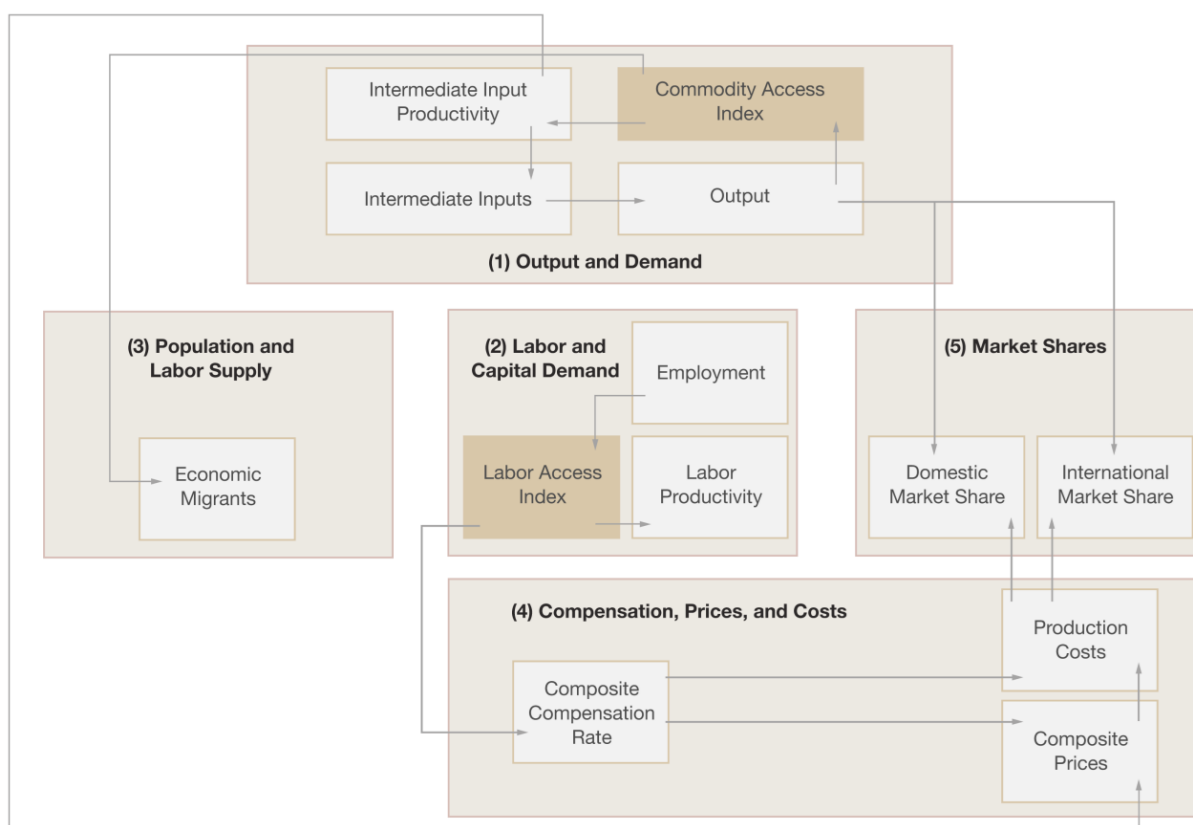 Intermediate Input
Productivity
Commodity Access
Index
Intermediate Inputs
Output
(1) Output and Demand
(3) Population and
Labor Supply
Economic
Migrants
(2) Labor and
Capital Demand
Employment
Labor Access
Index
Labor
Productivity
(5) Market Shares
Domestic
Market Share
International
Market Share
(4) Compensation, Prices, and Costs
Production
Costs
Composite
Compensation
Rate
Composite
Prices